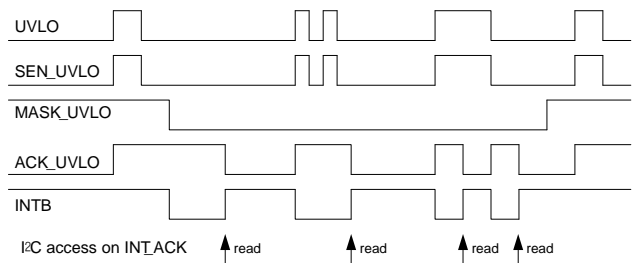 UVLO
SEN_UVLO
MASK_UVLO
ACK_UVLO
INTB
I2C access on INT_ACK read read read read